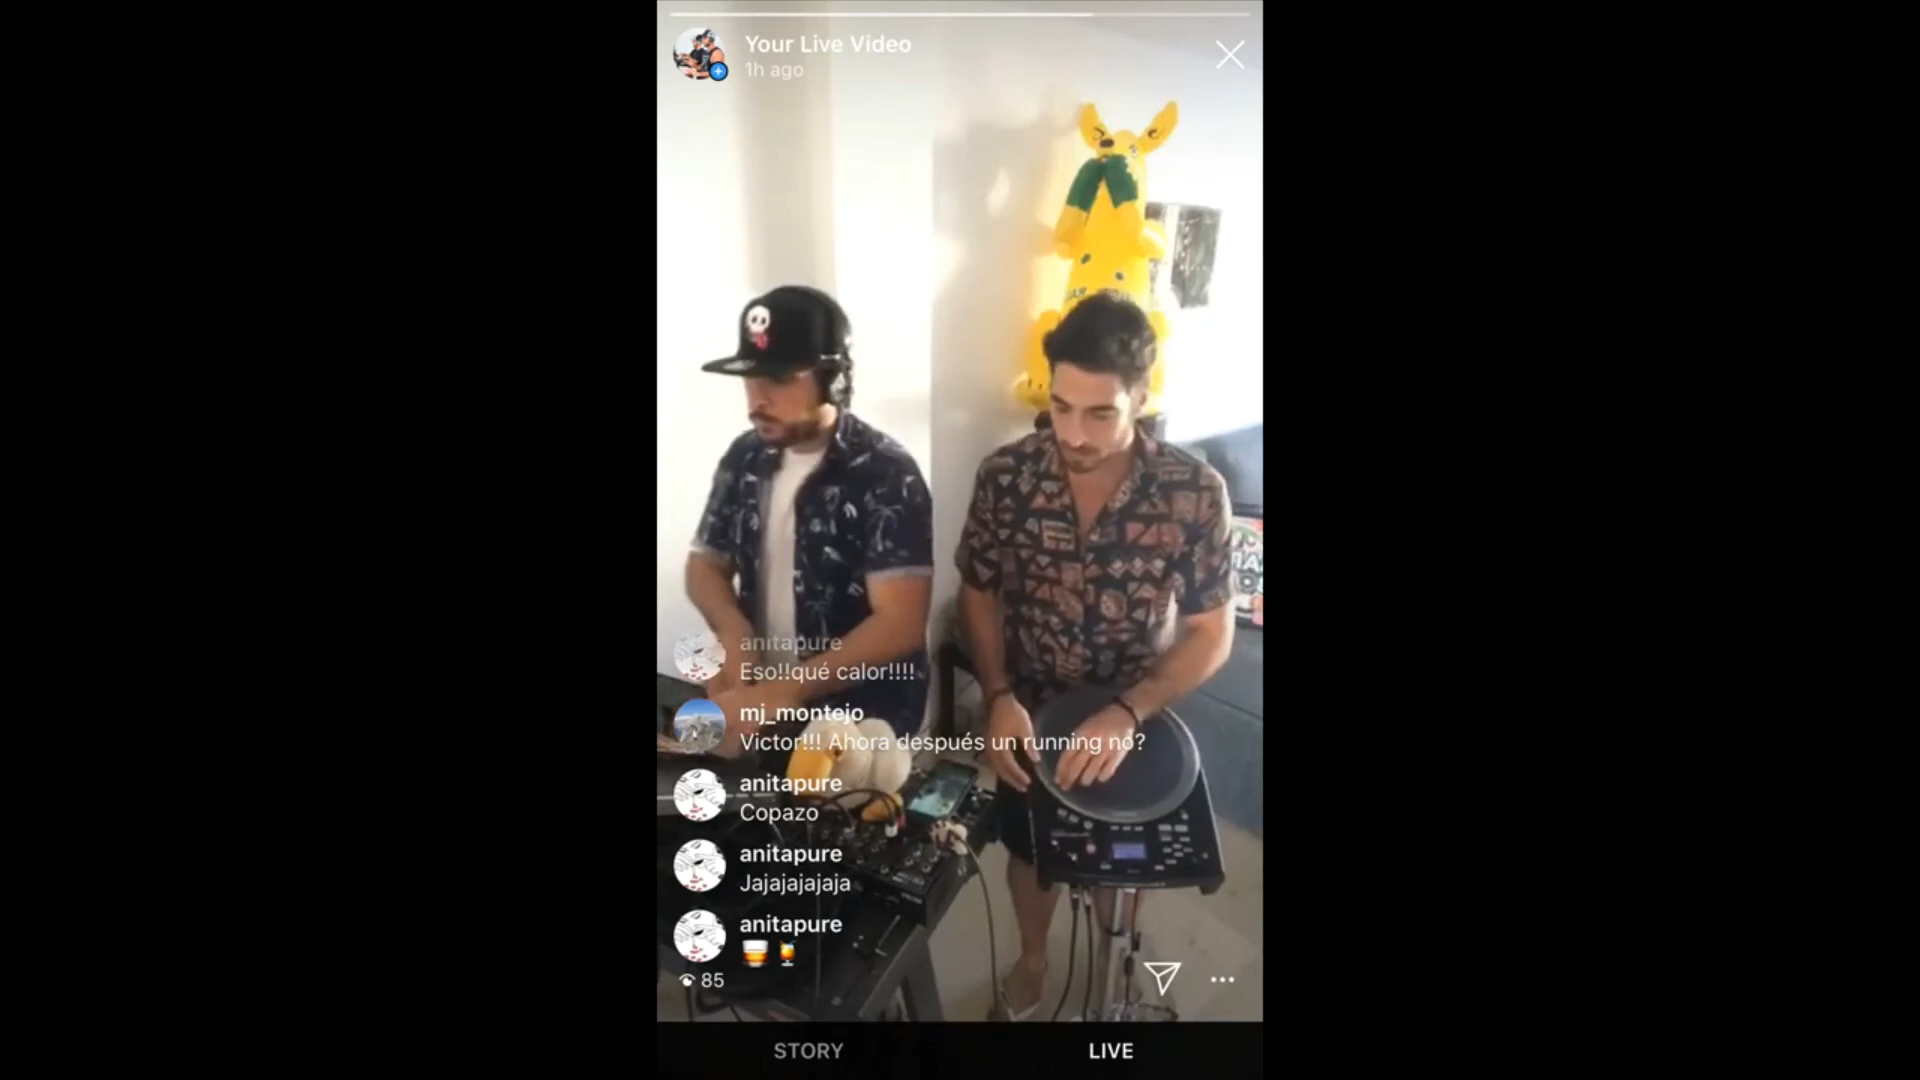 Your Live Video
1h ago
anitapure
Eso!!qué calor!!!!
mj_montejo
Victor!!! Ahora después un running no?
anitapure
Copazo
anitapure
Jajajajajaja
anitapure
85
STORY
LIVE